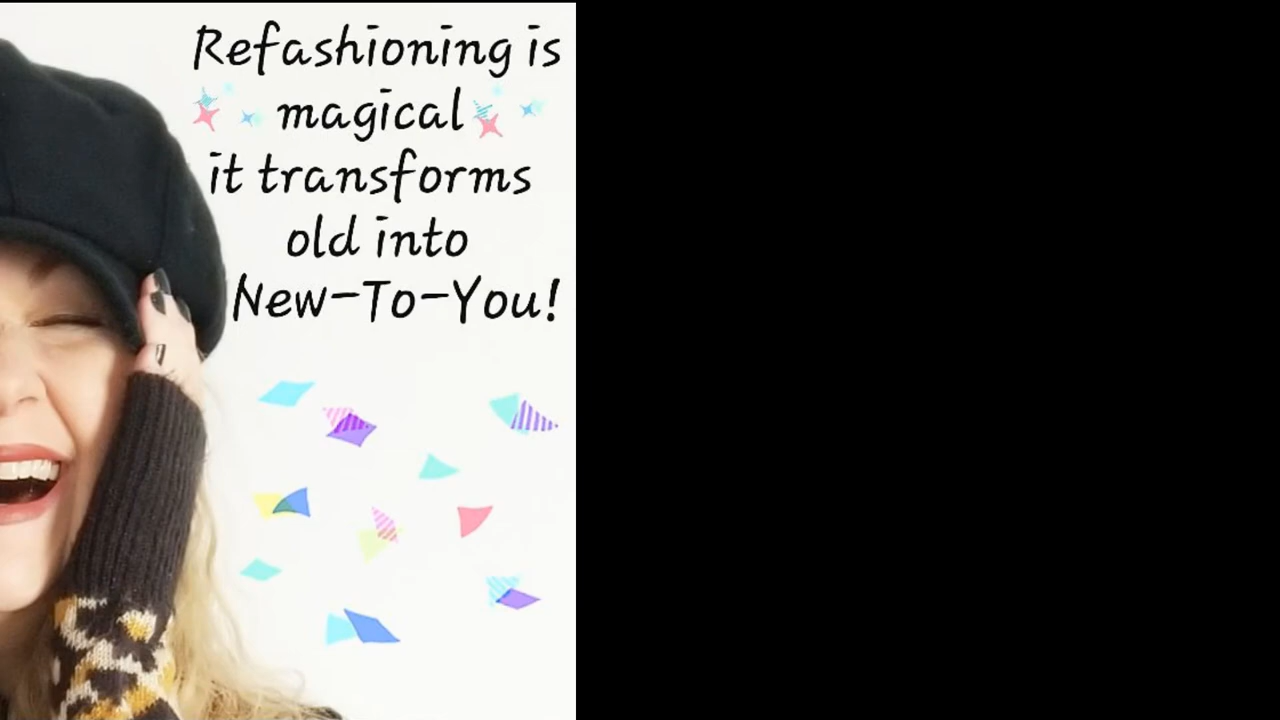 Refashioning is
magical
it transforms
old into
New-To-You!